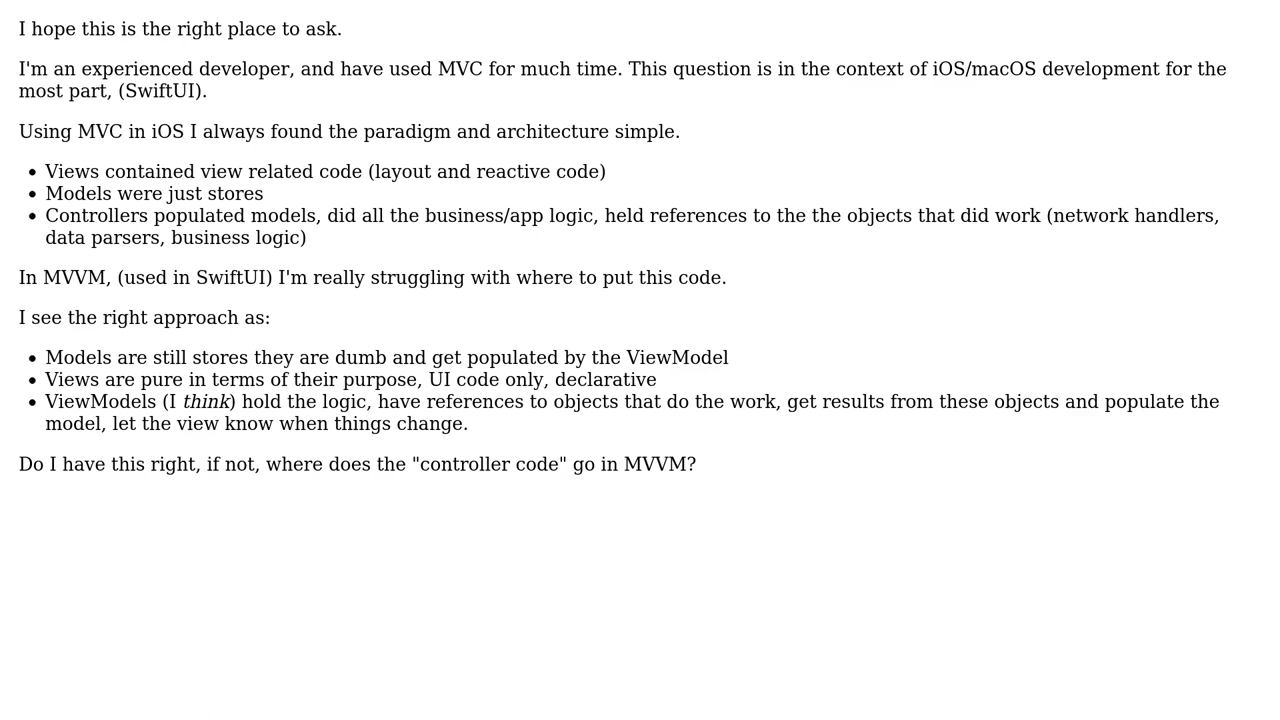 I hope this is the right place to ask.
I'm an experienced developer, and have used MVC for much time. This question is in the context of iOS/macOS development for the
most part, (SwiftUI).
Using MVC in iOS I always found the paradigm and architecture simple.
• Views contained view related code (layout and reactive code)
• Models were just stores
• Controllers populated models, did all the business/app logic, held references to the the objects that did work (network handlers,
data parsers, business logic)
In MVVM, (used in SwiftUI) I'm really struggling with where to put this code.
I see the right approach as:
• Models are still stores they are dumb and get populated by the ViewModel
• Views are pure in terms of their purpose, UI code only, declarative
• ViewModels (I think) hold the logic, have references to objects that do the work, get results from these objects and populate the
model, let the view know when things change.
Do I have this right, if not, where does the "controller code" go in MVVM?